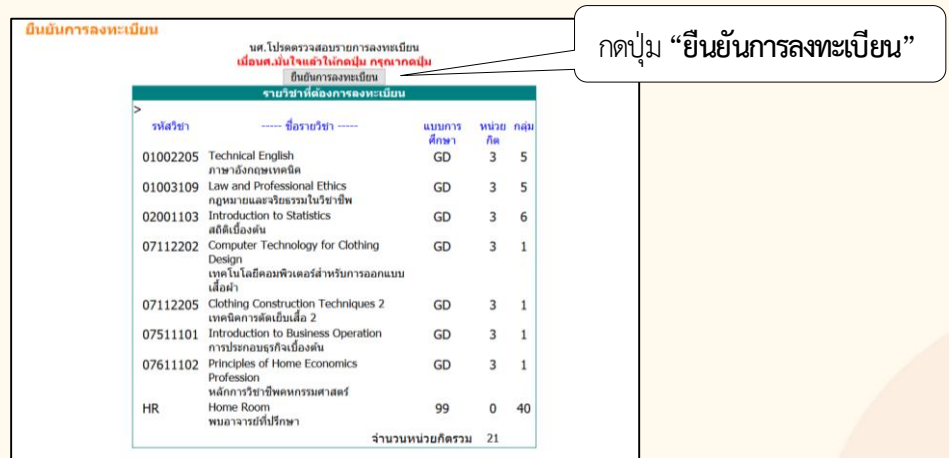 ยืนยันการลงทะเบียน
นศ.โปรดตรวจสอบรายการลงทะเบียน
เมื่อนศ.มั่นใจแล้วให้กดปุ่ม กรุณากดปุ่ม
ยืนยันการลงทะเบียน
กดปุ่ม “ยืนยันการลงทะเบียน”
รายวิชาที่ต้องการลงทะเบียน
>
รหัสวิชา ----- ชื่อรายวิชา ----- แบบการ หน่วย กลุ่ม
ศึกษา กิต
01002205 Technical English GD 3 5
ภาษาอังกฤษเทคนิค
01003109 Law and Professional Ethics GD 3 5
กฎหมายและจริยธรรมในวิชาชีพ
02001103 Introduction to Statistics GD 3 6
สถิติเบื้องต้น
07112202 Computer Technology for Clothing GD 3 1
Design
เทคโนโลยีคอมพิวเตอร์สำหรับการออกแบบ
เสื้อผ้า
07112205 Clothing Construction Techniques 2 GD 3 1
เทคนิคการตัดเย็บเสื้อ 2
07511101 Introduction to Business Operation GD 3 1
การประกอบธุรกิจเบื้องต้น
07611102 Principles of Home Economics GD 3 1
Profession
หลักการวิชาชีพคหกรรมศาสตร์
HR Home Room 99 0 40
พบอาจารย์ที่ปรึกษา
จำนวนหน่วยกิตรวม 21